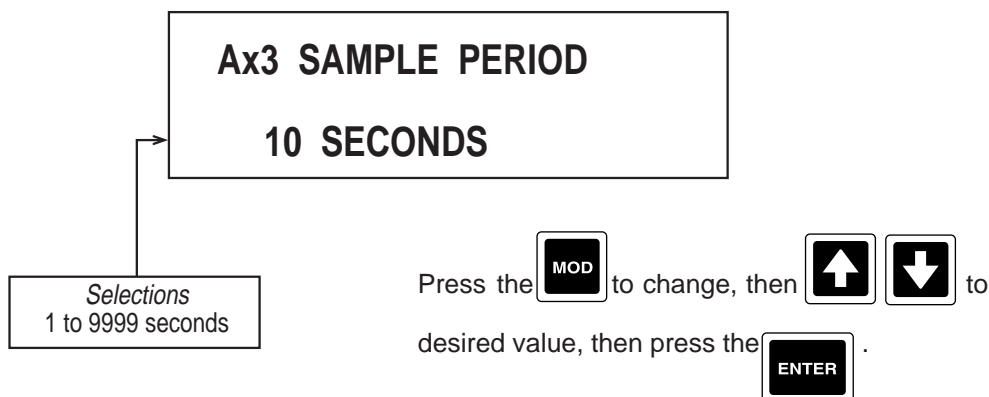 Ax3 SAMPLE PERIOD
10 SECONDS
Selections
1 to 9999 seconds
Press the MOD to change, then to
desired value, then press the ENTER .